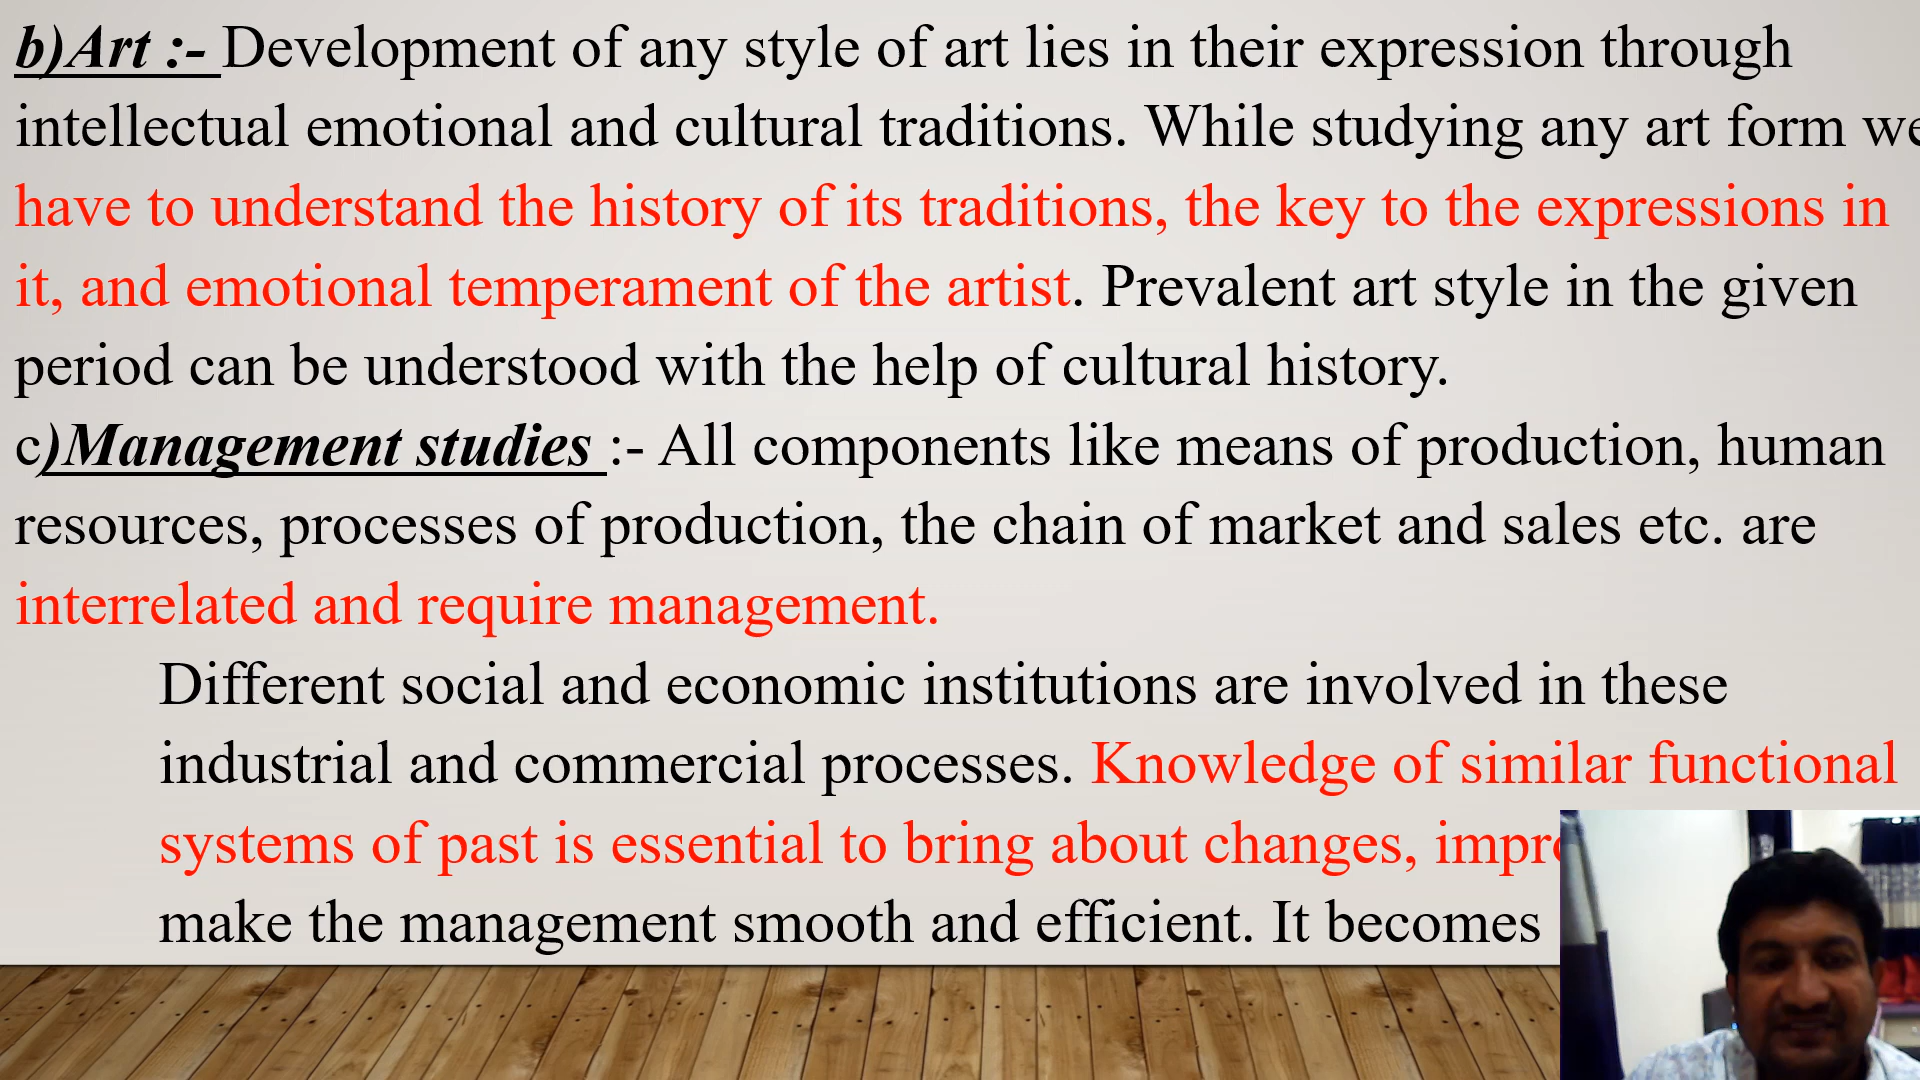 b)Art :- Development of any style of art lies in their expression through
intellectual emotional and cultural traditions. While studying any art form we
have to understand the history of its traditions, the key to the expressions in
it, and emotional temperament of the artist. Prevalent art style in the given
period can be understood with the help of cultural history.
c)Management studies :- All components like means of production, human
resources, processes of production, the chain of market and sales etc. are
interrelated and require management.
Different social and economic institutions are involved in these
industrial and commercial processes. Knowledge of similar functional
systems of past is essential to bring about changes,
make the management smooth and efficient. It becomes